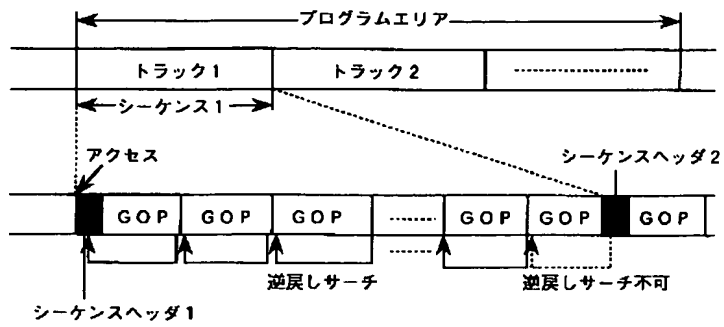 プログラムエリア
トラック1 トラック2 ………………
シーケンス1
アクセス
シーケンスヘッダ2
GOP GOP GOP …… GOP GOP GOP
……
逆戻しサーチ 逆戻しサーチ不可
シーケンスヘッダ1